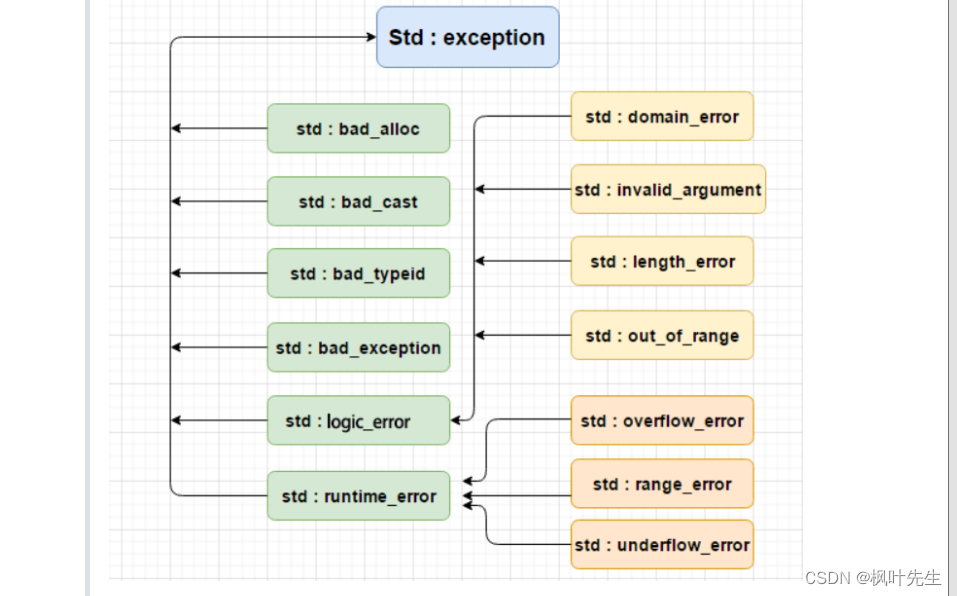 Std : exception
std : bad_alloc
std : bad_cast
std : bad_typeid
std : bad_exception
std : logic_error
std : runtime_error
std : domain_error
std : invalid_argument
std : length_error
std : out_of_range
std : overflow_error
std : range_error
std : underflow_error
CSDN @枫叶先生